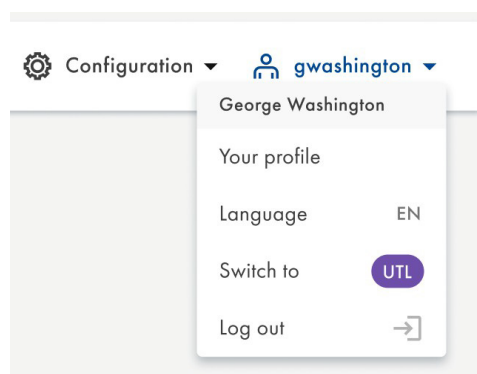 Configuration gwashington
George Washington
Your profile
Language EN
Switch to UTL
Log out